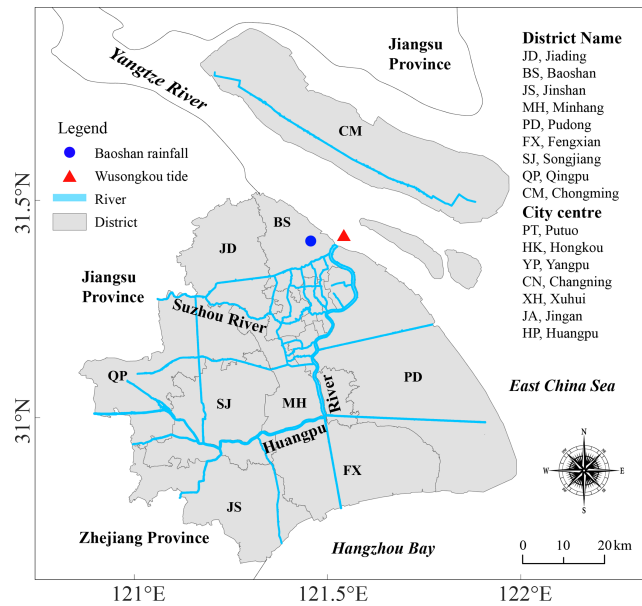 Jiangsu
Province
Yangtze River
CM
District Name
JD, Jiading
BS, Baoshan
JS, Jinshan
MH, Minhang
PD, Pudong
FX, Fengxian
SJ, Songjiang
QP, Qingpu
CM, Chongming
City centre
PT, Putuo
HK, Hongkou
YP, Yangpu
CN, Changning
XH, Xuhui
JA, Jingan
HP, Huangpu
Legend
Baoshan rainfall
Wusongkou tide
River
District
31.5°N
31°N
BS
JD
Jiangsu
Province
Suzhou River
QP
SJ
MH
River
PD
Huangpu
East China Sea
FX
JS
Zhejiang Province
Hangzhou Bay
N
W
E
S
0 10 20km
121°E
121.5°E
122°E